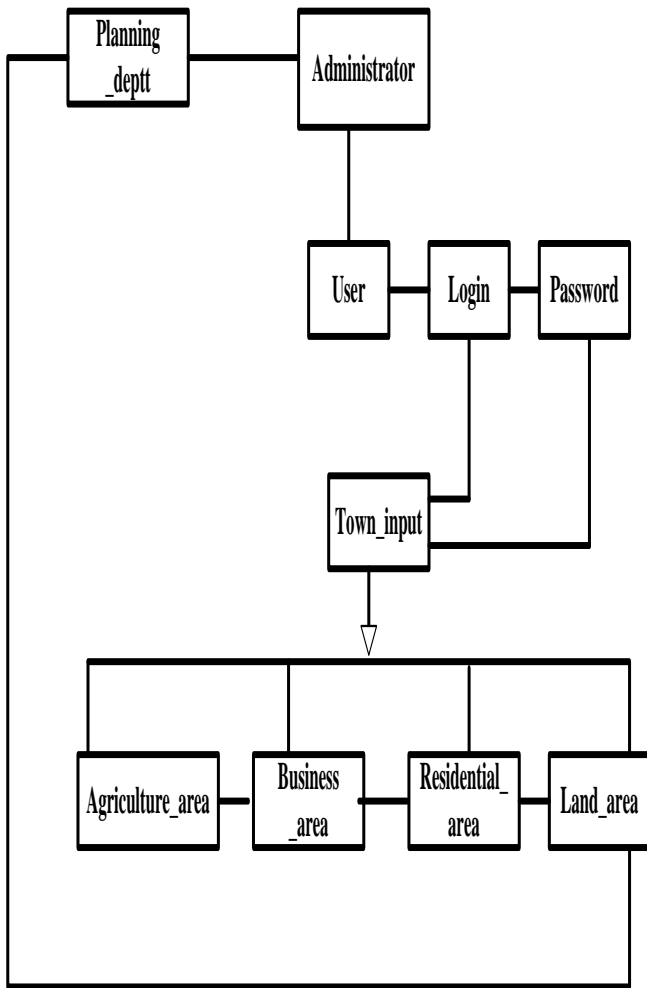 Planning
_deptt
Administrator
User
Login
Password
Town_input
Agriculture_area
Business
_area
Residential_
area
Land_area